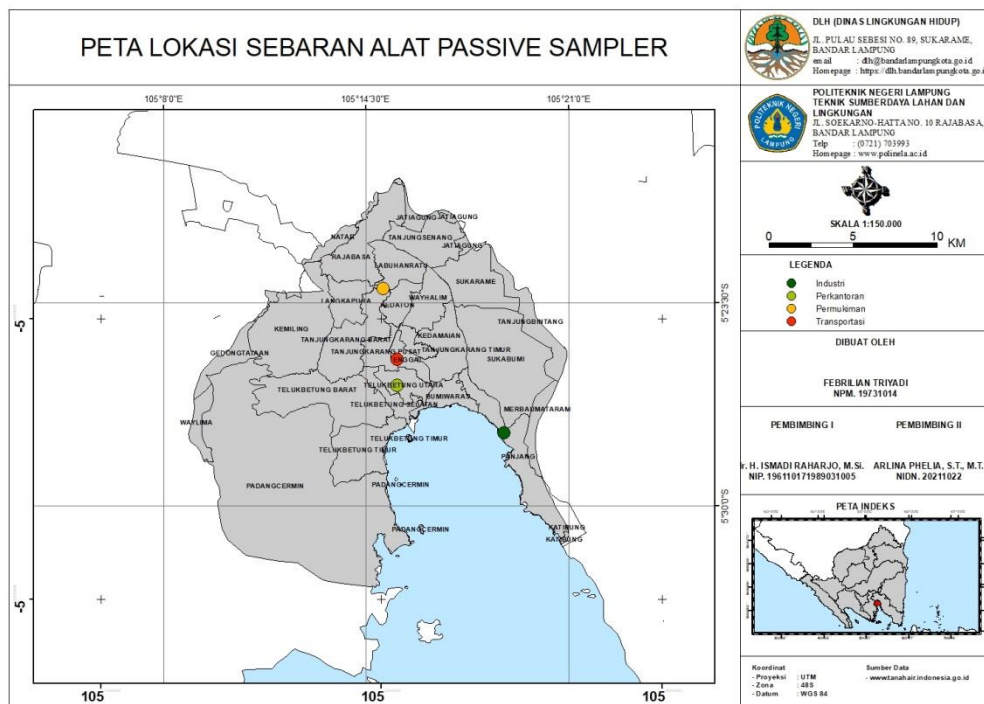 PETA LOKASI SEBARAN ALAT PASSIVE SAMPLER
DLH (DINAS LINGKUNGAN HIDUP)
JL. PULAU SEBESI NO. 89, SUKARAME,
BANDAR LAMPUNG
email : dlh@bandarlampungkota.go.id
Homepage : https://dlh.bandarlampungkota.go.i
POLITEKNIK NEGERI LAMPUNG
POLITEKNIK NEGERI LAMPUNG
TEKNIK SUMBERDAYA LAHAN DAN
LINGKUNGAN
JL. SOEKARNO-HATTA NO. 10 RAJABASA,
BANDAR LAMPUNG
Telp : (0721) 703993
Homepage : www.polinela.ac.id
SKALA 1:150.000
0 5 10 KM
LEGENDA
Industri
Perkantoran
Permukiman
Transportasi
DIBUAT OLEH
FEBRILIAN TRIYADI
NPM. 19731014
PEMBIMBING I PEMBIMBING II
Ir. H. ISMADI RAHARJO, M.Si. ARLINA PHELIA, S.T., M.T.
NIP. 196110171989031005 NIDN. 20211022
PETA INDEKS
Koordinat
- Proyeksi : UTM
- Zona : 48S
- Datum : WGS 84
Sumber Data
- www.tanahair.indonesia.go.id
105°8'0"E 105°14'30"E 105°21'0"E
5°23'30"S
5°30'0"S
-5
-5
105 105 105
JATIAGUNG
JATIAGUNG
NATAR
TANJUNGSENANG
JATIAGUNG
RAJABASA
LABUHANRATU
SUKARAME
LANGKAPURA
WAYHALIM
KEDATON
TANJUNGBINTANG
KEMILING
TANJUNGKARANG BARAT
KEDAMAIAN
GEDONGTATAAN
TANJUNGKARANG PUSAT
TANJUNGKARANG TIMUR
ENGGAL
SUKABUMI
TELUKBETUNG BARAT
TELUKBETUNG UTARA
BUMIWARAS
TELUKBETUNG SELATAN
MERBAUMATARAM
WAYLIMA
TELUKBETUNG TIMUR
TELUKBETUNG TIMUR
PANJANG
PADANGCERMIN
PADANGCERMIN
PADANGCERMIN
KATIBUNG
KATIBUNG